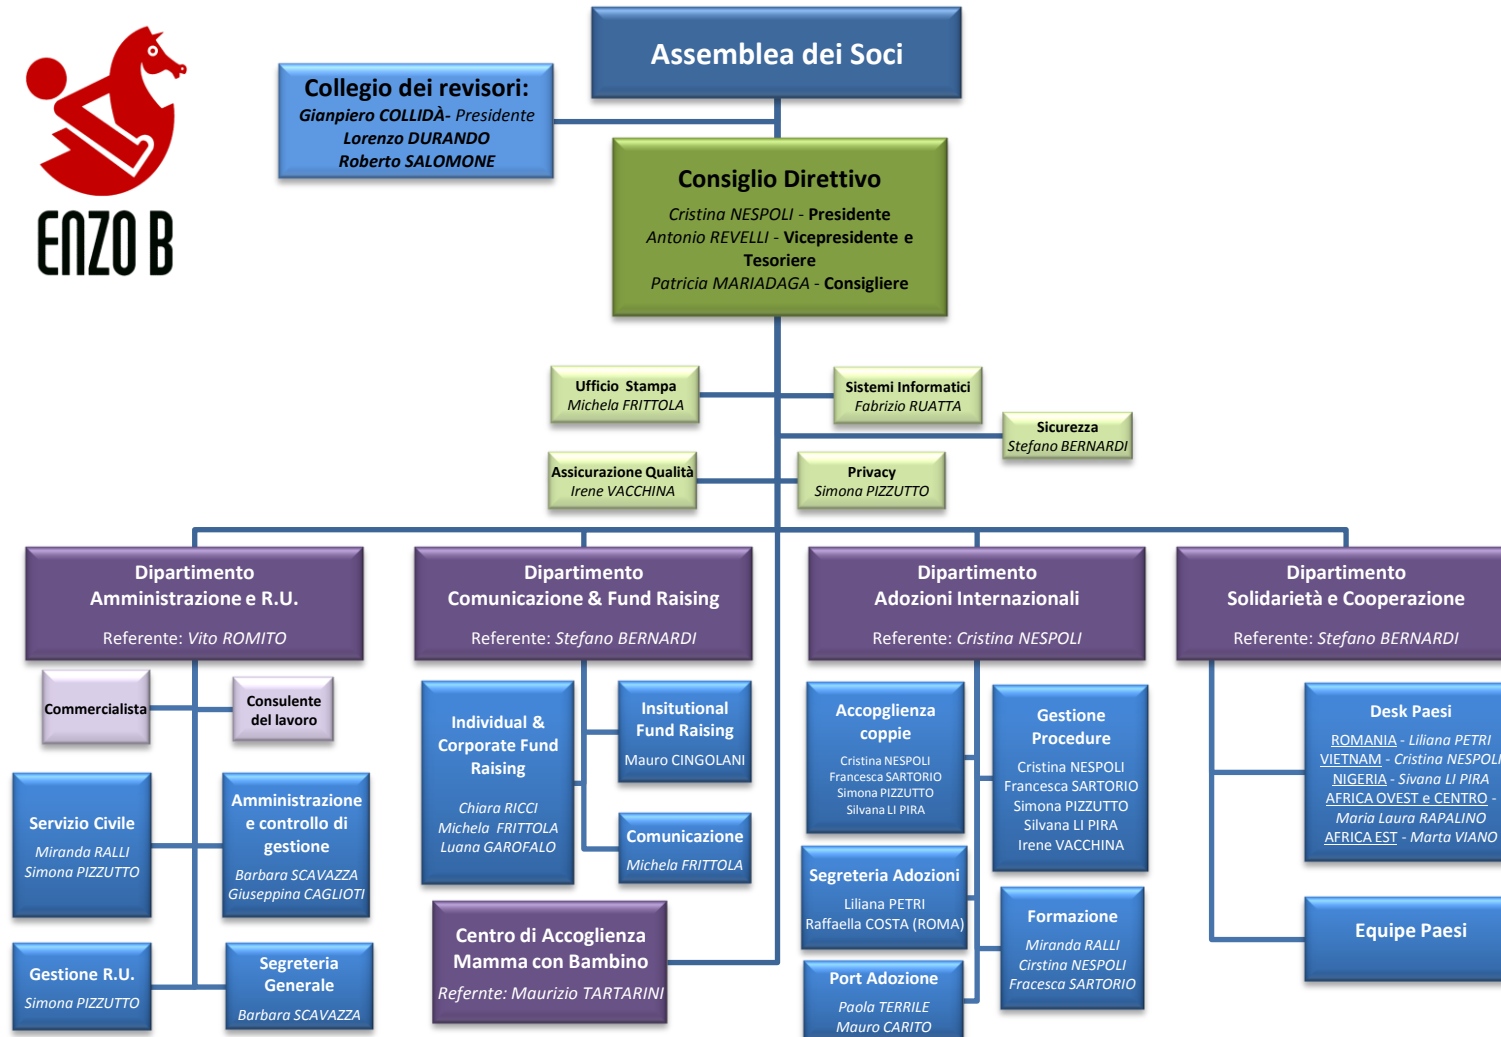 Assemblea dei Soci
Collegio dei revisori:
Gianpiero COLLIDÀ- Presidente
Lorenzo DURANDO
Roberto SALOMONE
ENZO B
Consiglio Direttivo
Cristina NESPOLI - Presidente
Antonio REVELLI - Vicepresidente e
Tesoriere
Patricia MARIADAGA - Consigliere
Ufficio Stampa
Michela FRITTOLA
Sistemi Informatici
Fabrizio RUATTA
Sicurezza
Stefano BERNARDI
Assicurazione Qualità
Irene VACCHINA
Privacy
Simona PIZZUTTO
Dipartimento
Amministrazione e R.U.
Referente: Vito ROMITO
Dipartimento
Comunicazione & Fund Raising
Referente: Stefano BERNARDI
Dipartimento
Adozioni Internazionali
Referente: Cristina NESPOLI
Dipartimento
Solidarietà e Cooperazione
Referente: Stefano BERNARDI
Commercialista
Consulente
del lavoro
Servizio Civile
Miranda RALLI
Simona PIZZUTTO
Amministrazione
e controllo di
gestione
Barbara SCAVAZZA
Giuseppina CAGLIOTI
Gestione R.U.
Simona PIZZUTTO
Segreteria
Generale
Barbara SCAVAZZA
Individual &
Corporate Fund
Raising
Chiara RICCI
Michela FRITTOLA
Luana GAROFALO
Insitutional
Fund Raising
Mauro CINGOLANI
Comunicazione
Michela FRITTOLA
Centro di Accoglienza
Mamma con Bambino
Refernte: Maurizio TARTARINI
Accopglienza
coppie
Cristina NESPOLI
Francesca SARTORIO
Simona PIZZUTTO
Silvana LI PIRA
Gestione
Procedure
Cristina NESPOLI
Francesca SARTORIO
Simona PIZZUTTO
Silvana LI PIRA
Irene VACCHINA
Segreteria Adozioni
Liliana PETRI
Raffaella COSTA (ROMA)
Formazione
Miranda RALLI
Cirstina NESPOLI
Fracesca SARTORIO
Port Adozione
Paola TERRILE
Mauro CARITO
Desk Paesi
ROMANIA - Liliana PETRI
VIETNAM - Cristina NESPOLI
NIGERIA - Sivana LI PIRA
AFRICA OVEST e CENTRO -
Maria Laura RAPALINO
AFRICA EST - Marta VIANO
Equipe Paesi